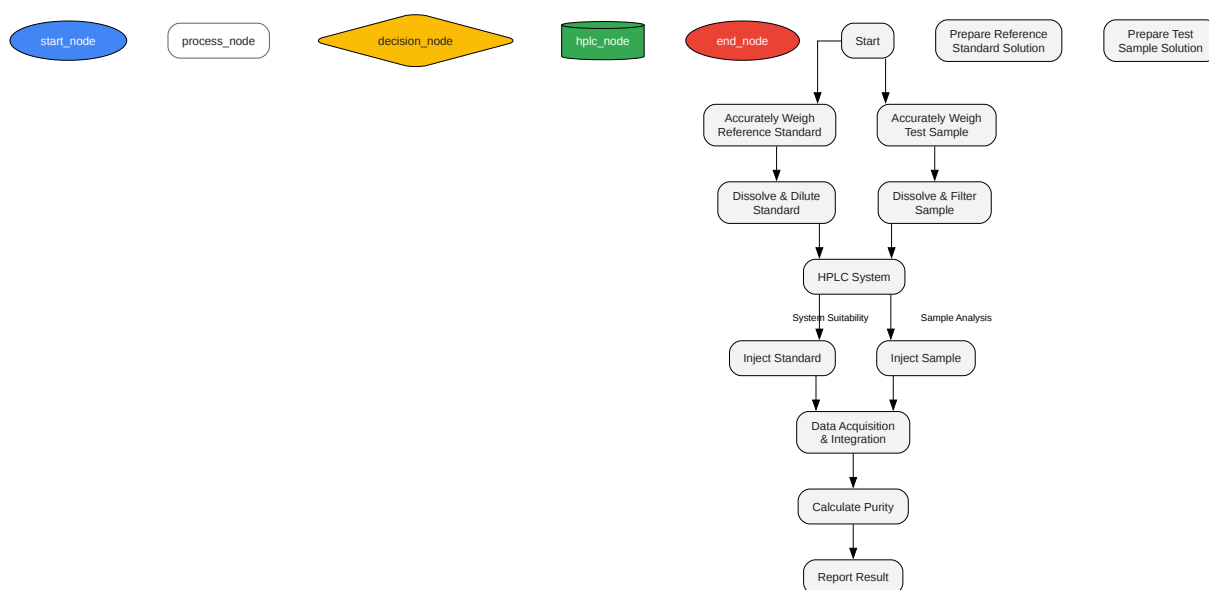 start_node
process_node
decision_node
hplc_node
end_node
Start
Prepare Reference
Standard Solution
Prepare Test
Sample Solution
Accurately Weigh
Reference Standard
Accurately Weigh
Test Sample
Dissolve & Dilute
Standard
Dissolve & Filter
Sample
HPLC System
System Suitability
Sample Analysis
Inject Standard
Inject Sample
Data Acquisition
& Integration
Calculate Purity
Report Result